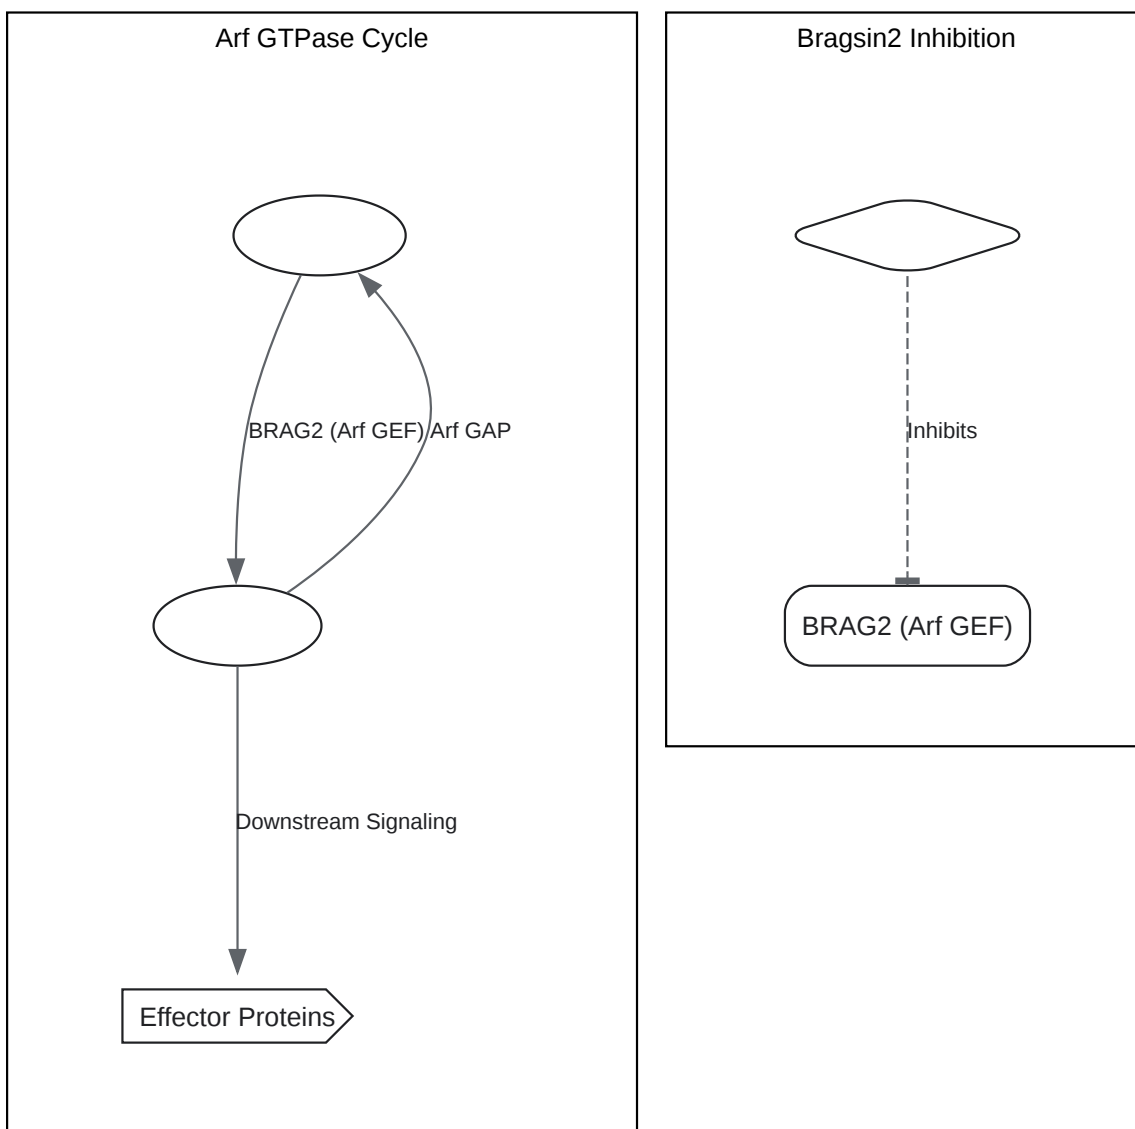 Arf GTPase Cycle
BRAG2 (Arf GEF)
Arf GAP
Downstream Signaling
Effector Proteins
Bragsin2 Inhibition
Inhibits
BRAG2 (Arf GEF)